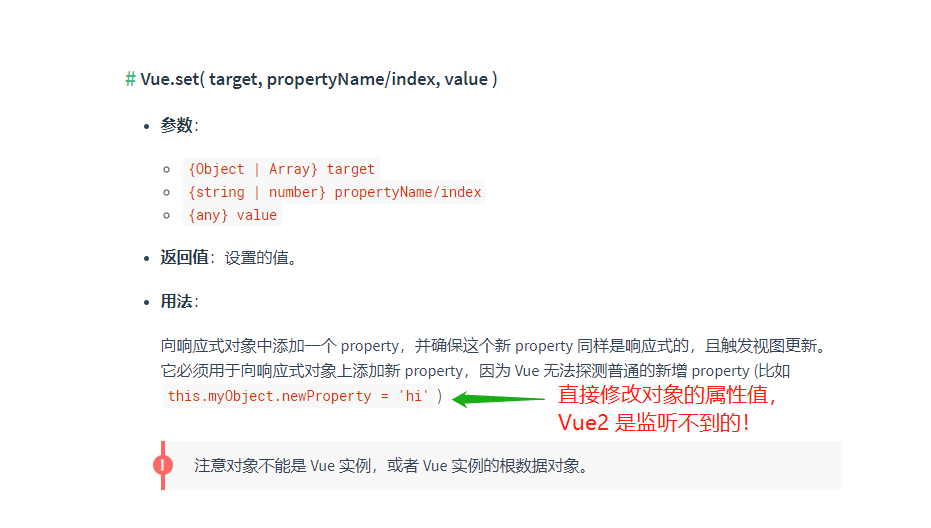 # Vue.set( target, propertyName/index, value )
• 参数：
{Object | Array} target
{string | number} propertyName/index
{any} value
• 返回值：设置的值。
• 用法：
向响应式对象中添加一个 property，并确保这个新 property 同样是响应式的，且触发视图更新。
它必须用于向响应式对象上添加新 property，因为 Vue 无法探测普通的新增 property (比如
this.myObject.newProperty = 'hi' )
直接修改对象的属性值，
Vue2 是监听不到的！
! 注意对象不能是 Vue 实例，或者 Vue 实例的根数据对象。